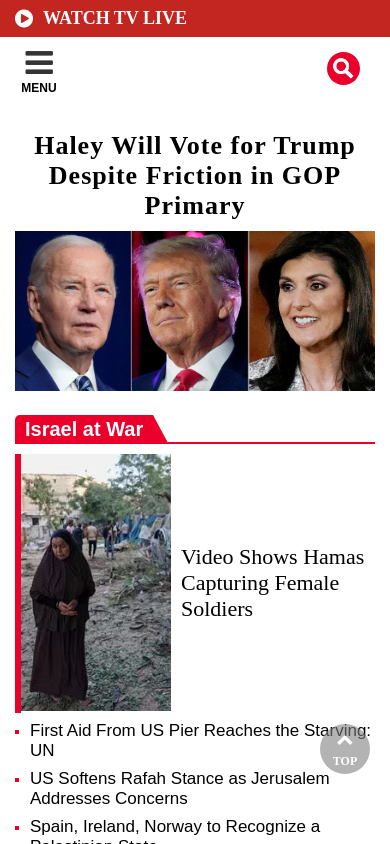 WATCH TV LIVE
MENU
Haley Will Vote for Trump
Despite Friction in GOP
Primary
Israel at War
Video Shows Hamas
Capturing Female
Soldiers
First Aid From US Pier Reaches the Starving:
UN
TOP
US Softens Rafah Stance as Jerusalem
Addresses Concerns
Spain, Ireland, Norway to Recognize a
Palestinian State